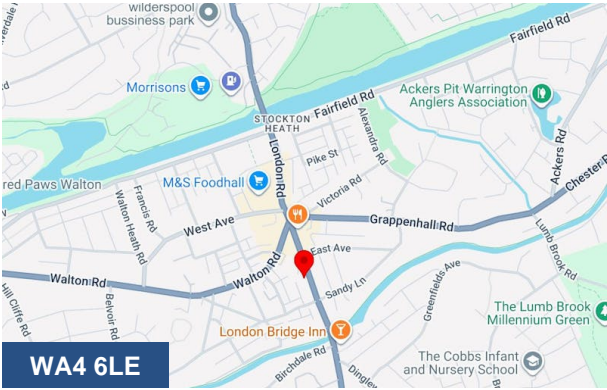 wilderspool
bussiness park
Riverdale Rd
Fairfield Rd
Morrisons
Ackers Pit Warrington
Anglers Association
Fairfield Rd
STOCKTON
HEATH
Alexandra Rd
London Rd
Pike St
Ackers Rd
red Paws Walton
M&S Foodhall
Victoria Rd
Chester R
Francis Rd
Walton Heath Rd
West Ave
Grappenhall Rd
Lumb Brook Rd
East Ave
Walton Rd
Walton Rd
Sandy Ln
Greenfields Ave
Hill Cliffe Rd
Belvoir Rd
The Lumb Brook
Millennium Green
London Bridge Inn
WA4 6LE
Birchdale Rd
Dingley
The Cobbs Infant
and Nursery School